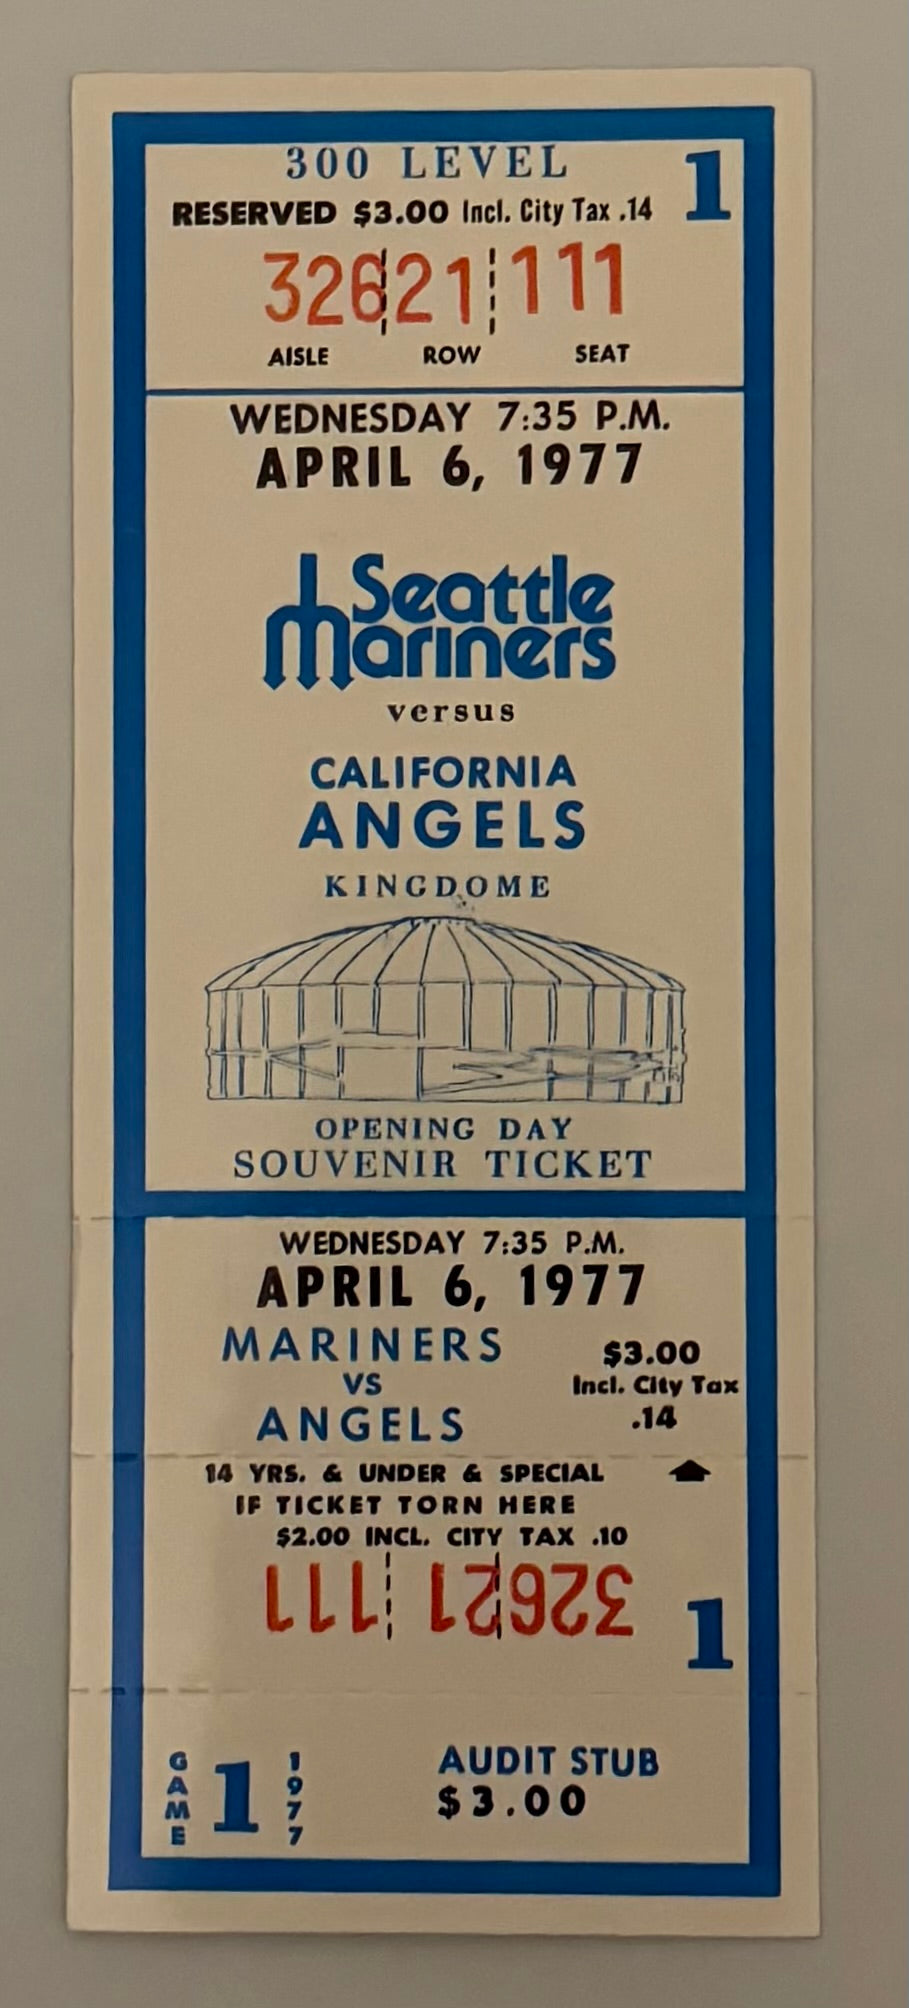 300 LEVEL 1
RESERVED $3.00 Incl. City Tax .14
326 21 111
AISLE ROW SEAT
WEDNESDAY 7:35 P.M.
APRIL 6, 1977
Seattle
Mariners
versus
CALIFORNIA
ANGELS
KINGDOME
OPENING DAY
SOUVENIR TICKET
WEDNESDAY 7:35 P.M.
APRIL 6, 1977
MARINERS
VS
ANGELS
$3.00
Incl. City Tax
.14
14 YRS. & UNDER & SPECIAL
IF TICKET TORN HERE
$2.00 INCL. CITY TAX .10
326 21 111
1
GAME 1 1977
AUDIT STUB
$3.00